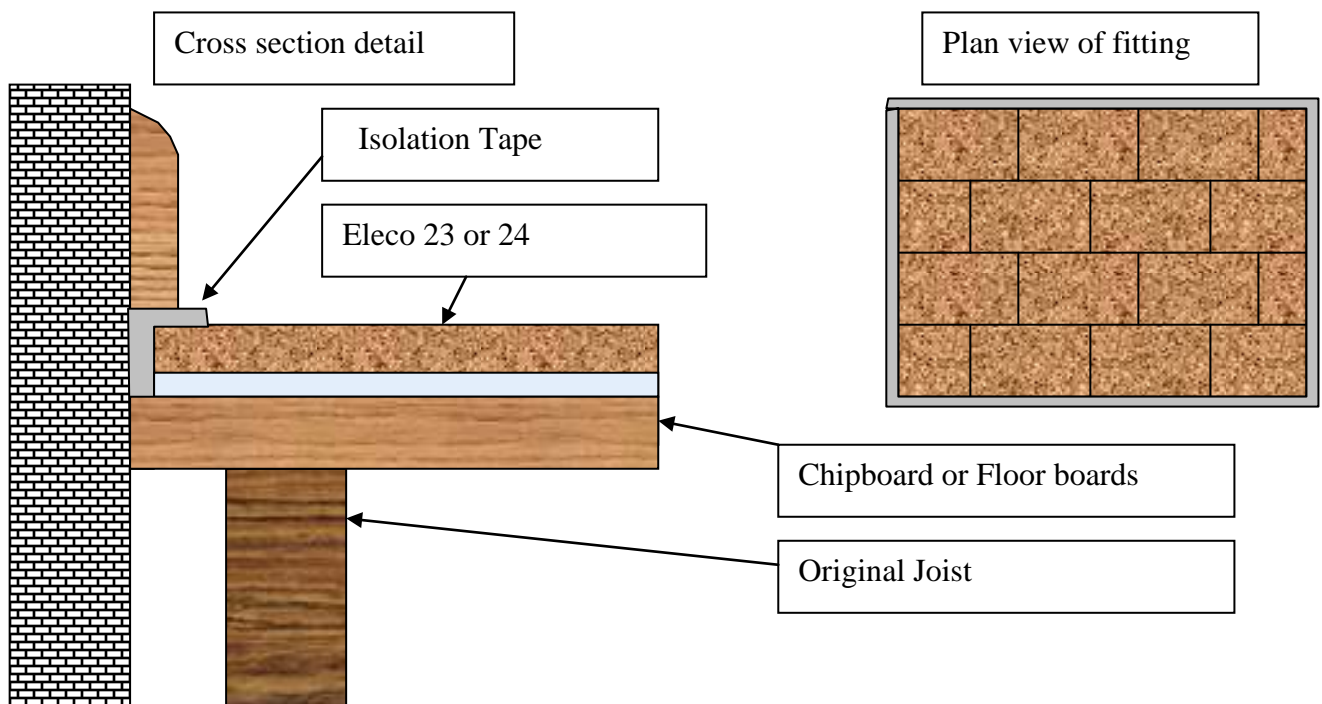 Cross section detail
Plan view of fitting
Isolation Tape
Eleco 23 or 24
Chipboard or Floor boards
Original Joist